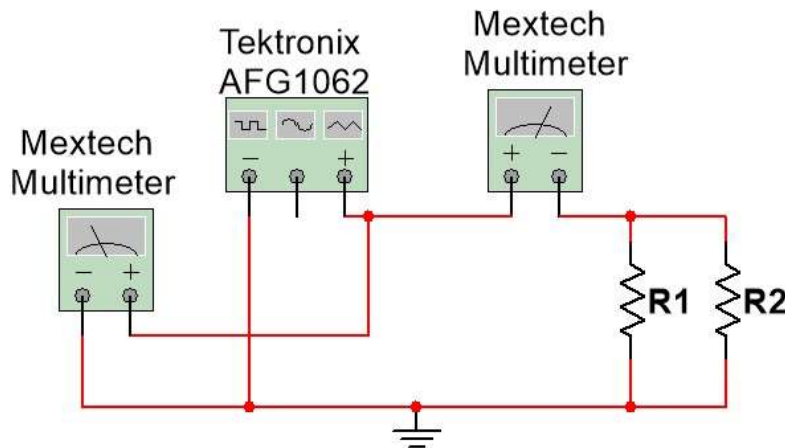 Tektronix
AFG1062
Mextech
Multimeter
Mextech
Multimeter
− +
+ −
− +
R1
R2